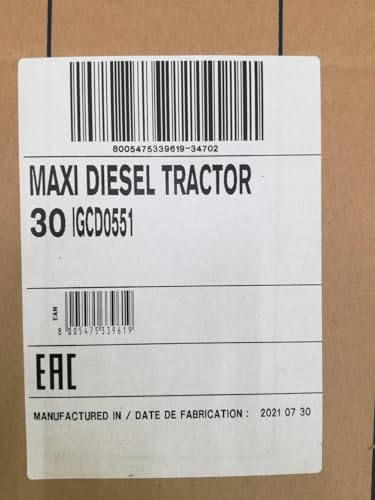 8005475339619-34702
MAXI DIESEL TRACTOR
30 IGCD0551
EAN
8 005475 339619
EAC
MANUFACTURED IN / DATE DE FABRICATION : 2021 07 30